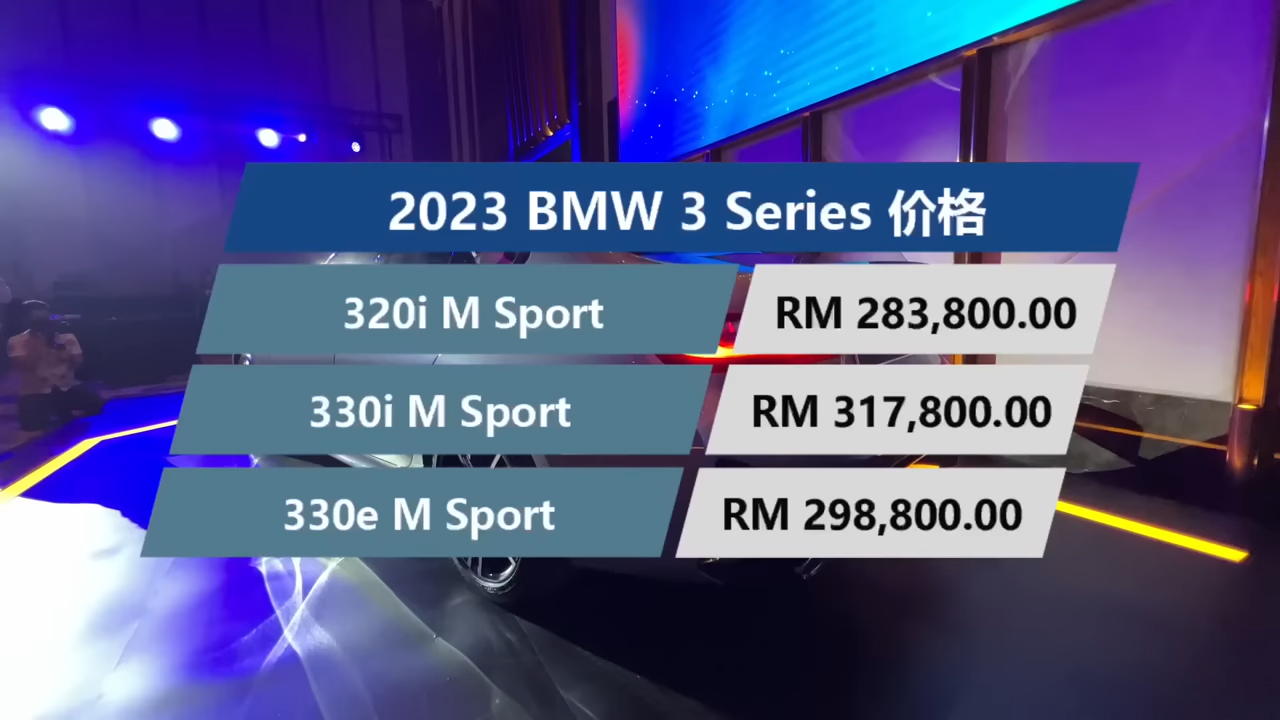 2023 BMW 3 Series 价格
320i M Sport RM 283,800.00
330i M Sport RM 317,800.00
330e M Sport RM 298,800.00